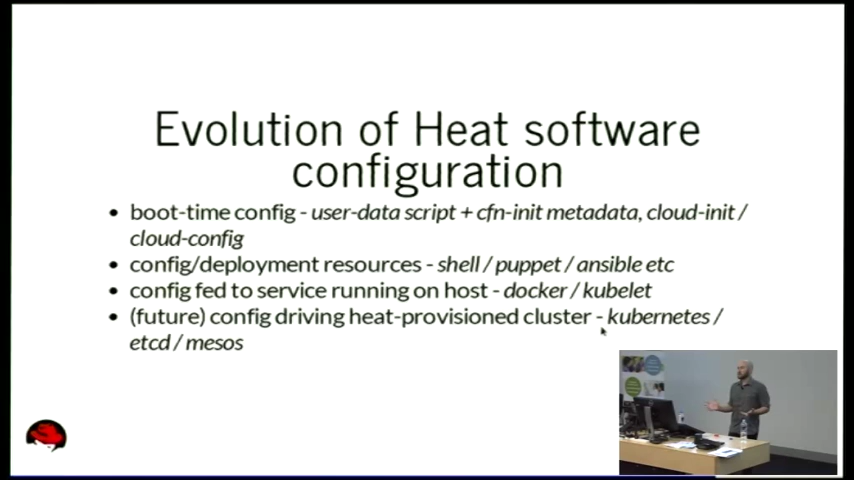 Evolution of Heat software
configuration
• boot-time config - user-data script + cfn-init metadata, cloud-init /
cloud-config
• config/deployment resources - shell / puppet / ansible etc
• config fed to service running on host - docker / kubelet
• (future) config driving heat-provisioned cluster - kubernetes /
etcd / mesos